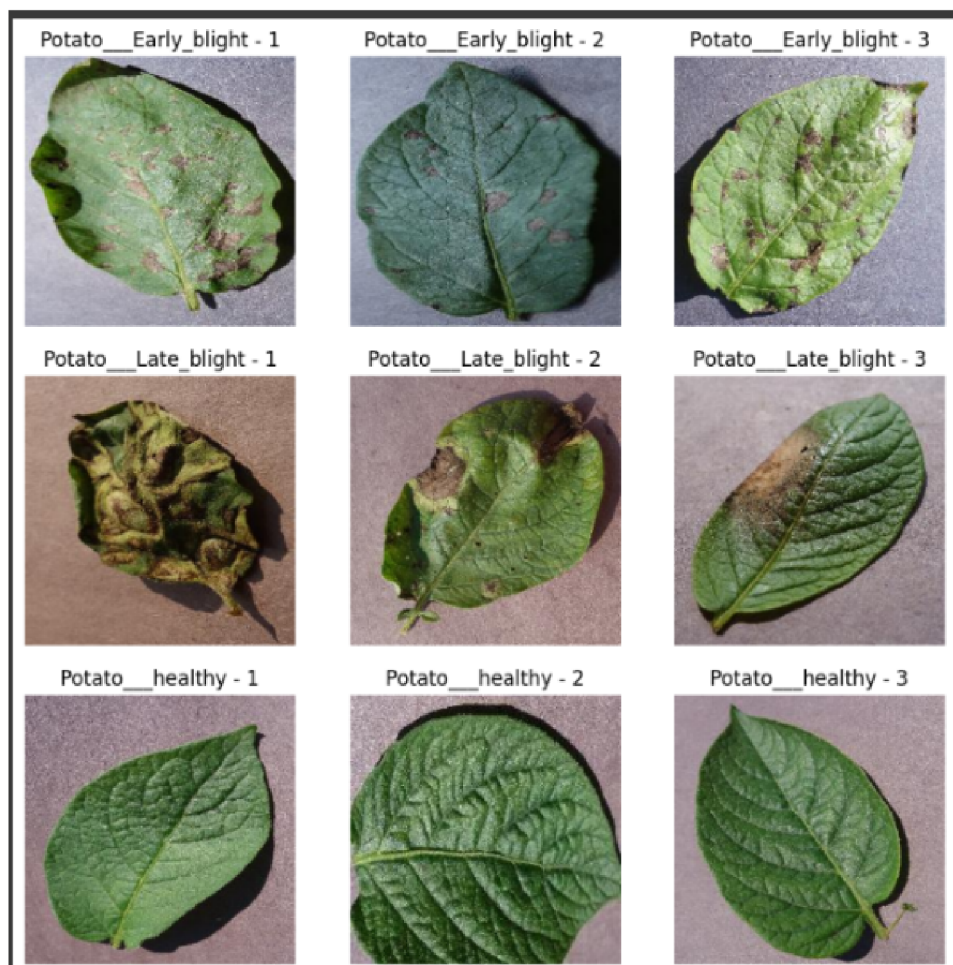 Potato___Early_blight - 1
Potato___Early_blight - 2
Potato___Early_blight - 3
Potato___Late_blight - 1
Potato___Late_blight - 2
Potato___Late_blight - 3
Potato___healthy - 1
Potato___healthy - 2
Potato___healthy - 3